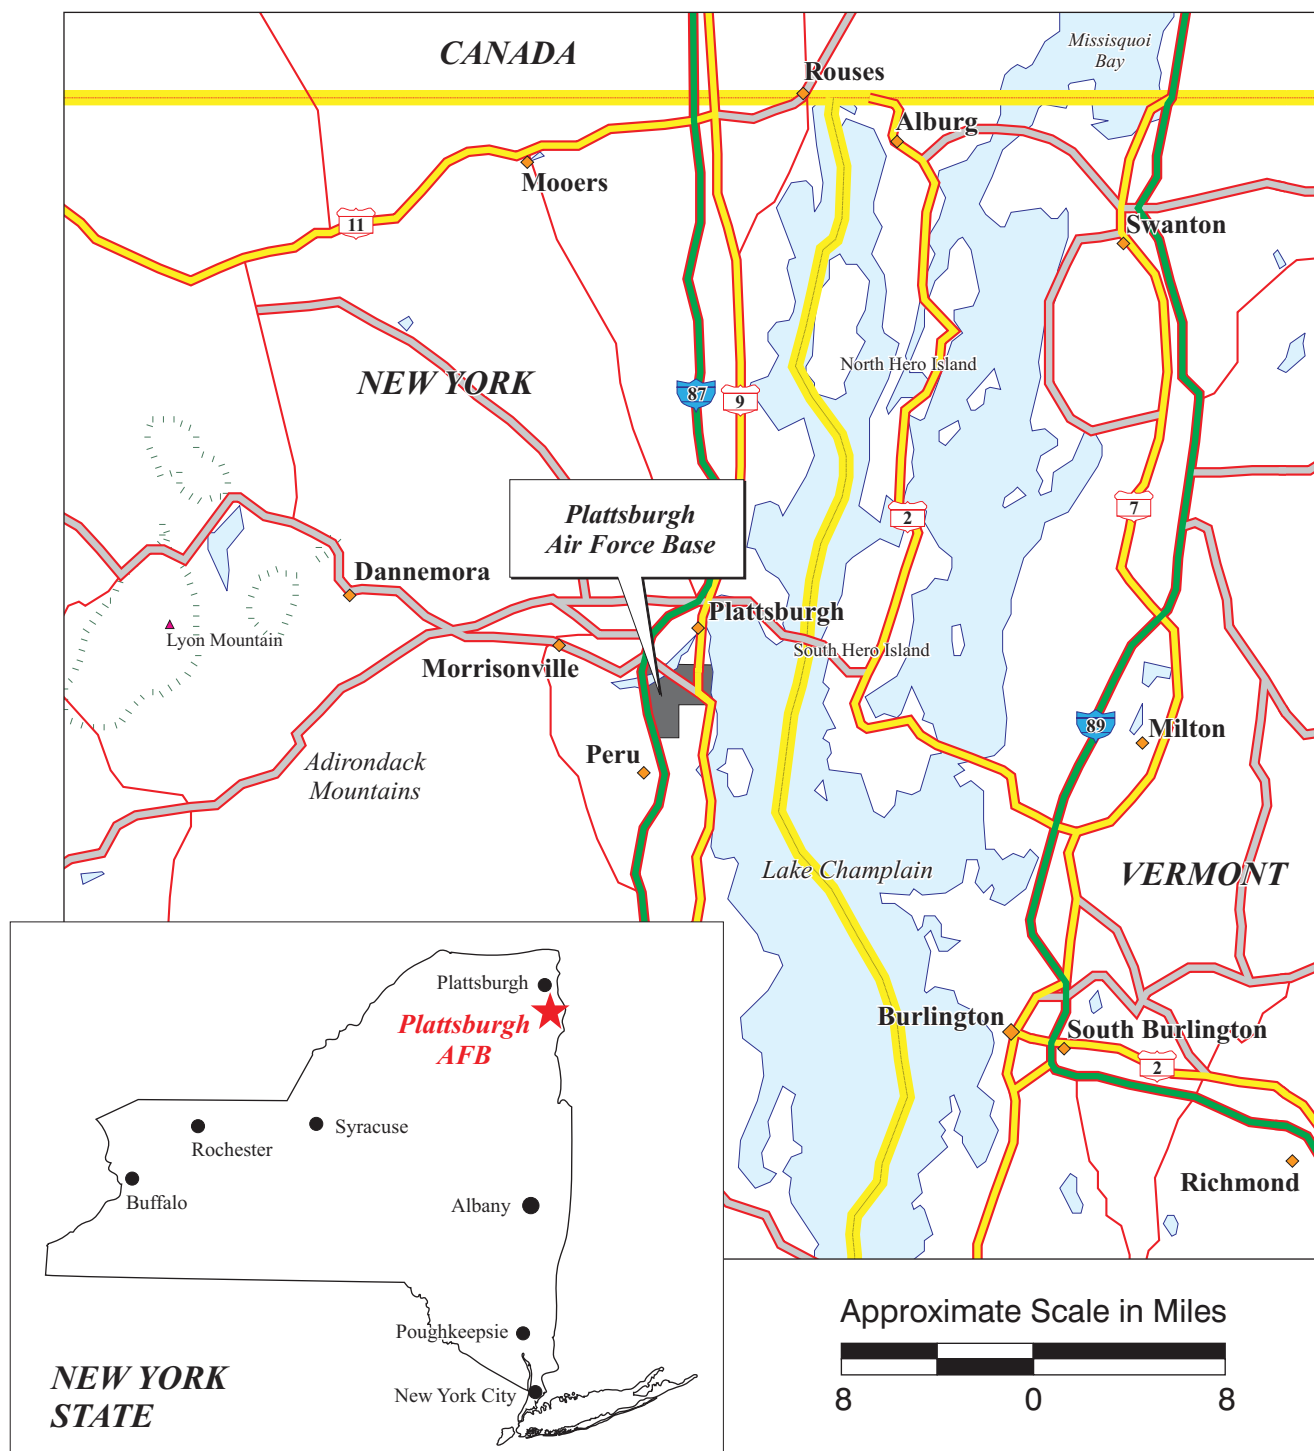 CANADA
Missisquoi
Bay
Rouses
Alburg
Mooers
11
Swanton
NEW YORK
North Hero Island
87
9
Plattsburgh
Air Force Base
2
7
Dannemora
Plattsburgh
Lyon Mountain
Morrisonville
South Hero Island
89
Milton
Peru
Adirondack
Mountains
Lake Champlain
VERMONT
Burlington
South Burlington
2
Richmond
Plattsburgh
Plattsburgh
AFB
Rochester
Syracuse
Buffalo
Albany
Poughkeepsie
New York City
NEW YORK
STATE
Approximate Scale in Miles
8 0 8